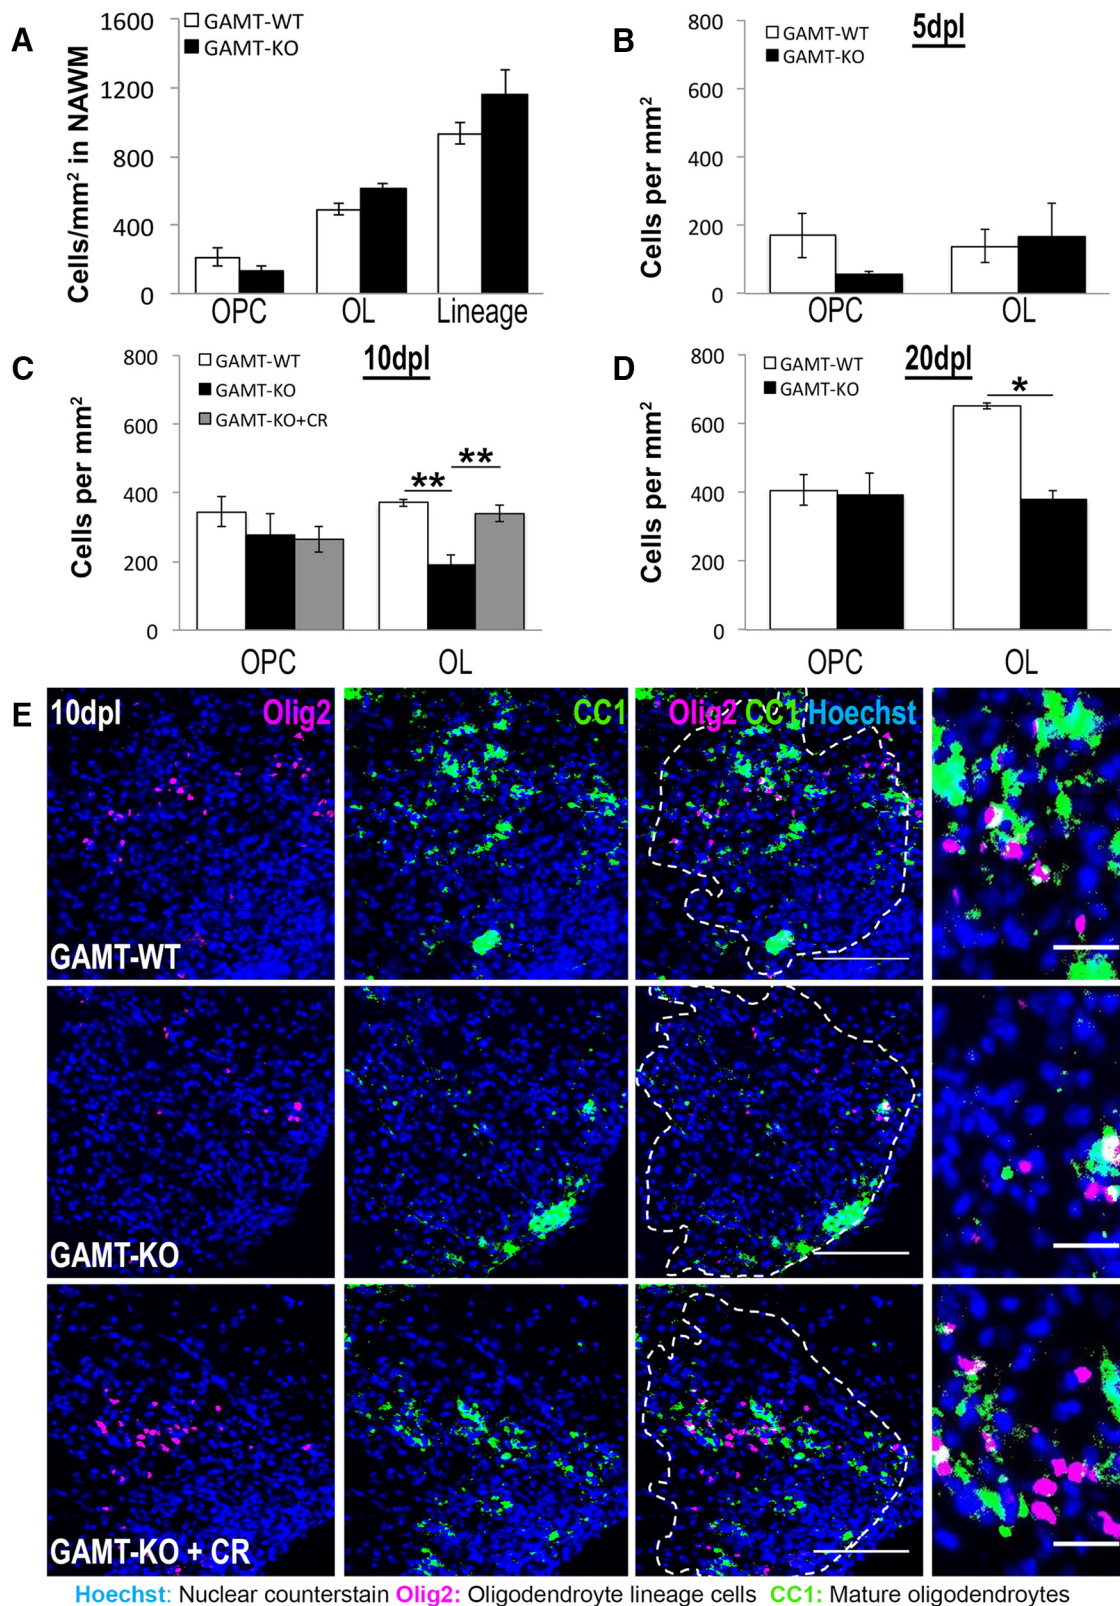 A
Cells/mm² in NAWM
1600
1200
800
400
0
GAMT-WT
GAMT-KO
OPC
OL
Lineage
B
Cells per mm²
800
600
400
200
0
GAMT-WT
GAMT-KO
5dpl
OPC
OL
C
Cells per mm²
800
600
400
200
0
GAMT-WT
GAMT-KO
GAMT-KO+CR
10dpl
**
**
OPC
OL
D
Cells per mm²
800
600
400
200
0
GAMT-WT
GAMT-KO
20dpl
*
OPC
OL
E
10dpl
Olig2
CC1
Olig2 CC1 Hoechst
GAMT-WT
GAMT-KO
GAMT-KO + CR
Hoechst: Nuclear counterstain Olig2: Oligodendroyte lineage cells CC1: Mature oligodendroytes